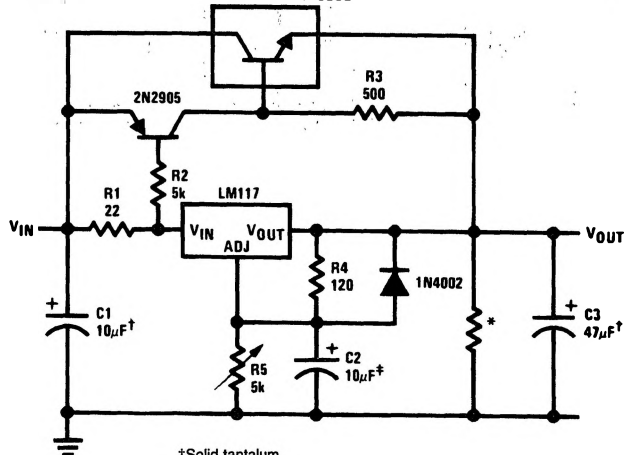 2N2905
R3
500
R2
5k
LM117
R1
22
VIN
VIN VOUT
ADJ
VOUT
R4
120
1N4002
+
C1
10μF†
R5
5k
+
C2
10μF‡
*
+
C3
47μF†
‡Solid tantalum